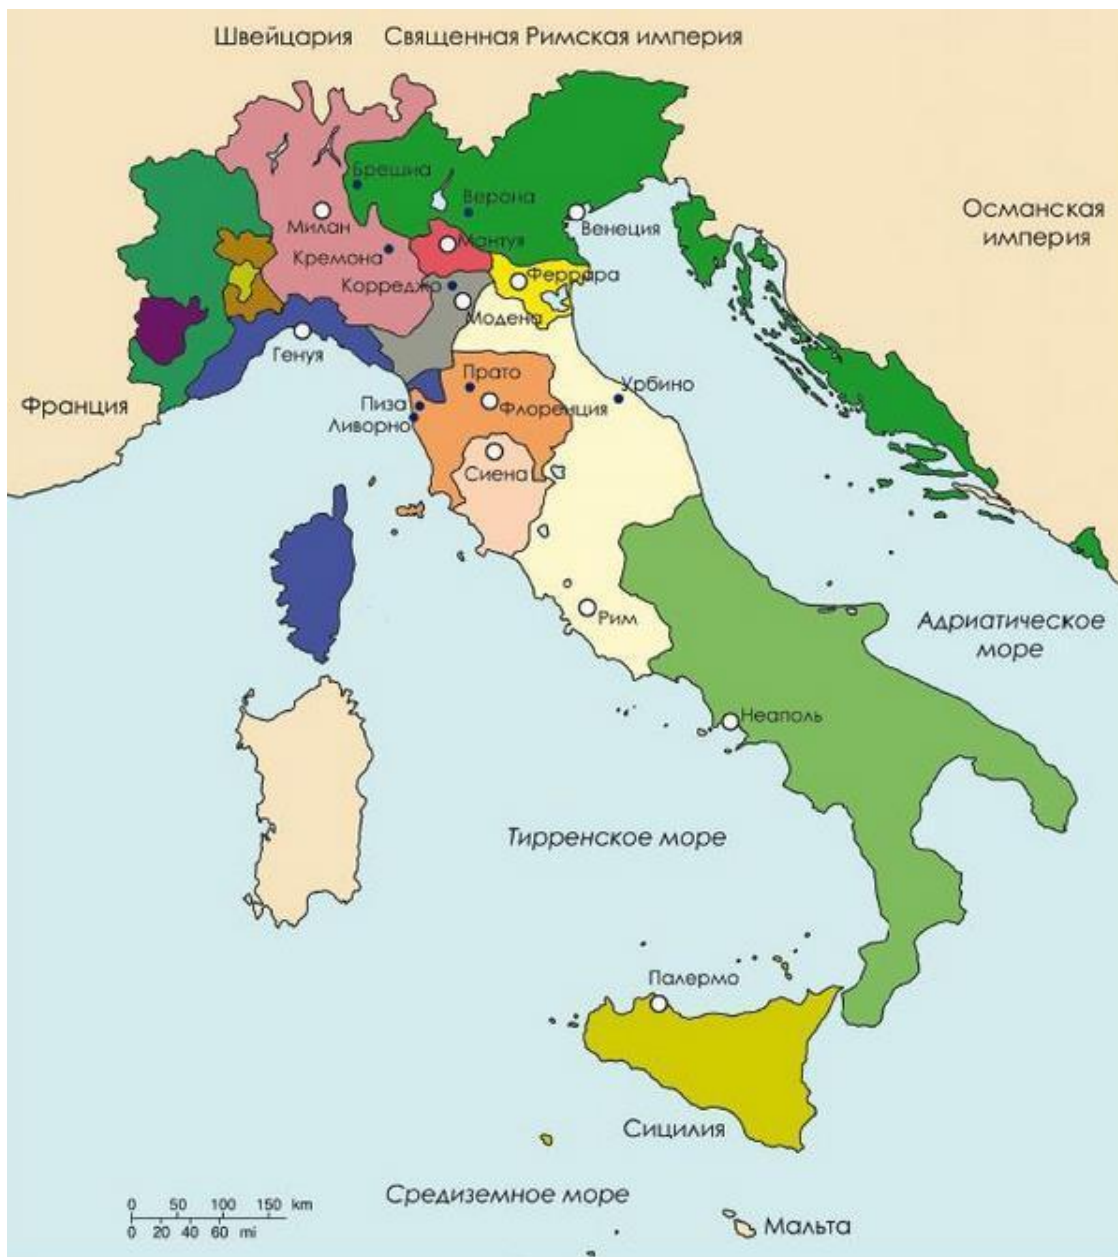 Швейцария
Священная Римская империя
Брешиа
Верона
Милан
Венеция
Османская
империя
Мантуя
Кремона
Феррара
Корреджо
Модена
Генуя
Прато
Урбино
Франция
Пиза
Флоренция
Ливорно
Сиена
Рим
Адриатическое
море
Неаполь
Тирренское море
Палермо
Сицилия
Средиземное море
0 50 100 150 km
0 20 40 60 mi
Мальта